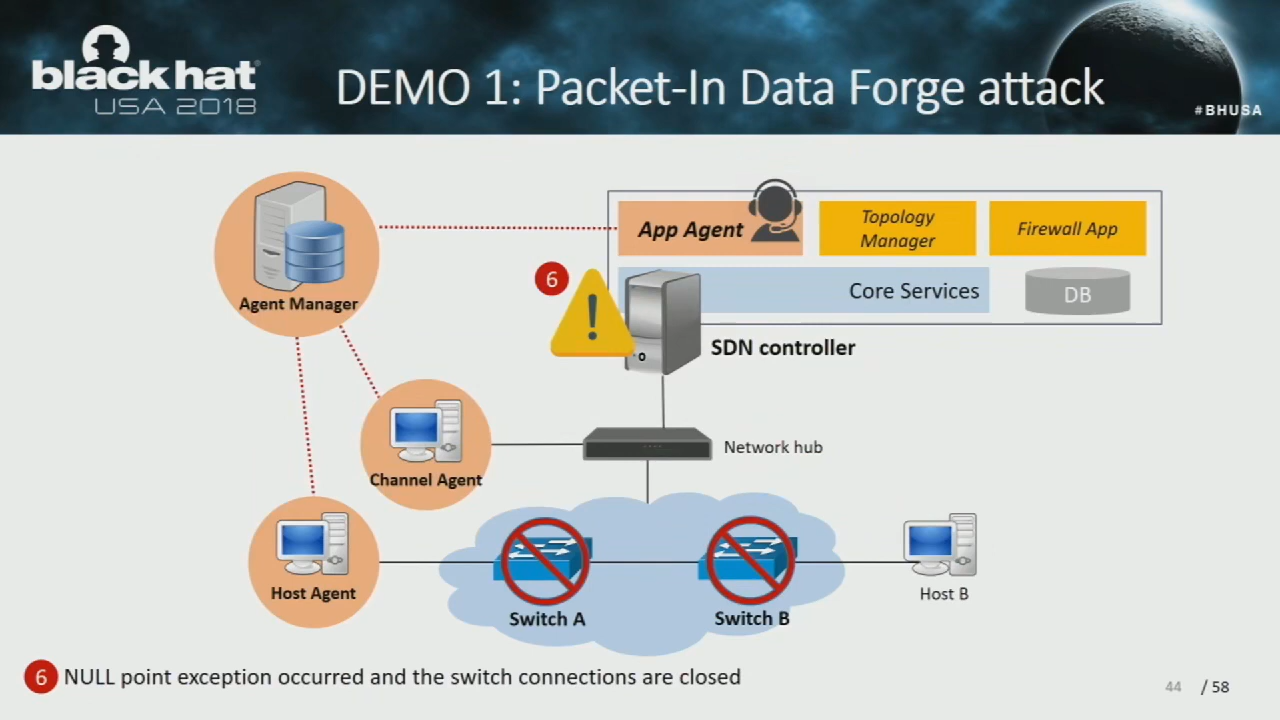 black hat
USA 2018
DEMO 1: Packet-In Data Forge attack
#BHUSA
Agent Manager
App Agent
Topology
Manager
Firewall App
6
Core Services
DB
SDN controller
Channel Agent
Network hub
Host Agent
Switch A
Switch B
Host B
6 NULL point exception occurred and the switch connections are closed
44 / 58